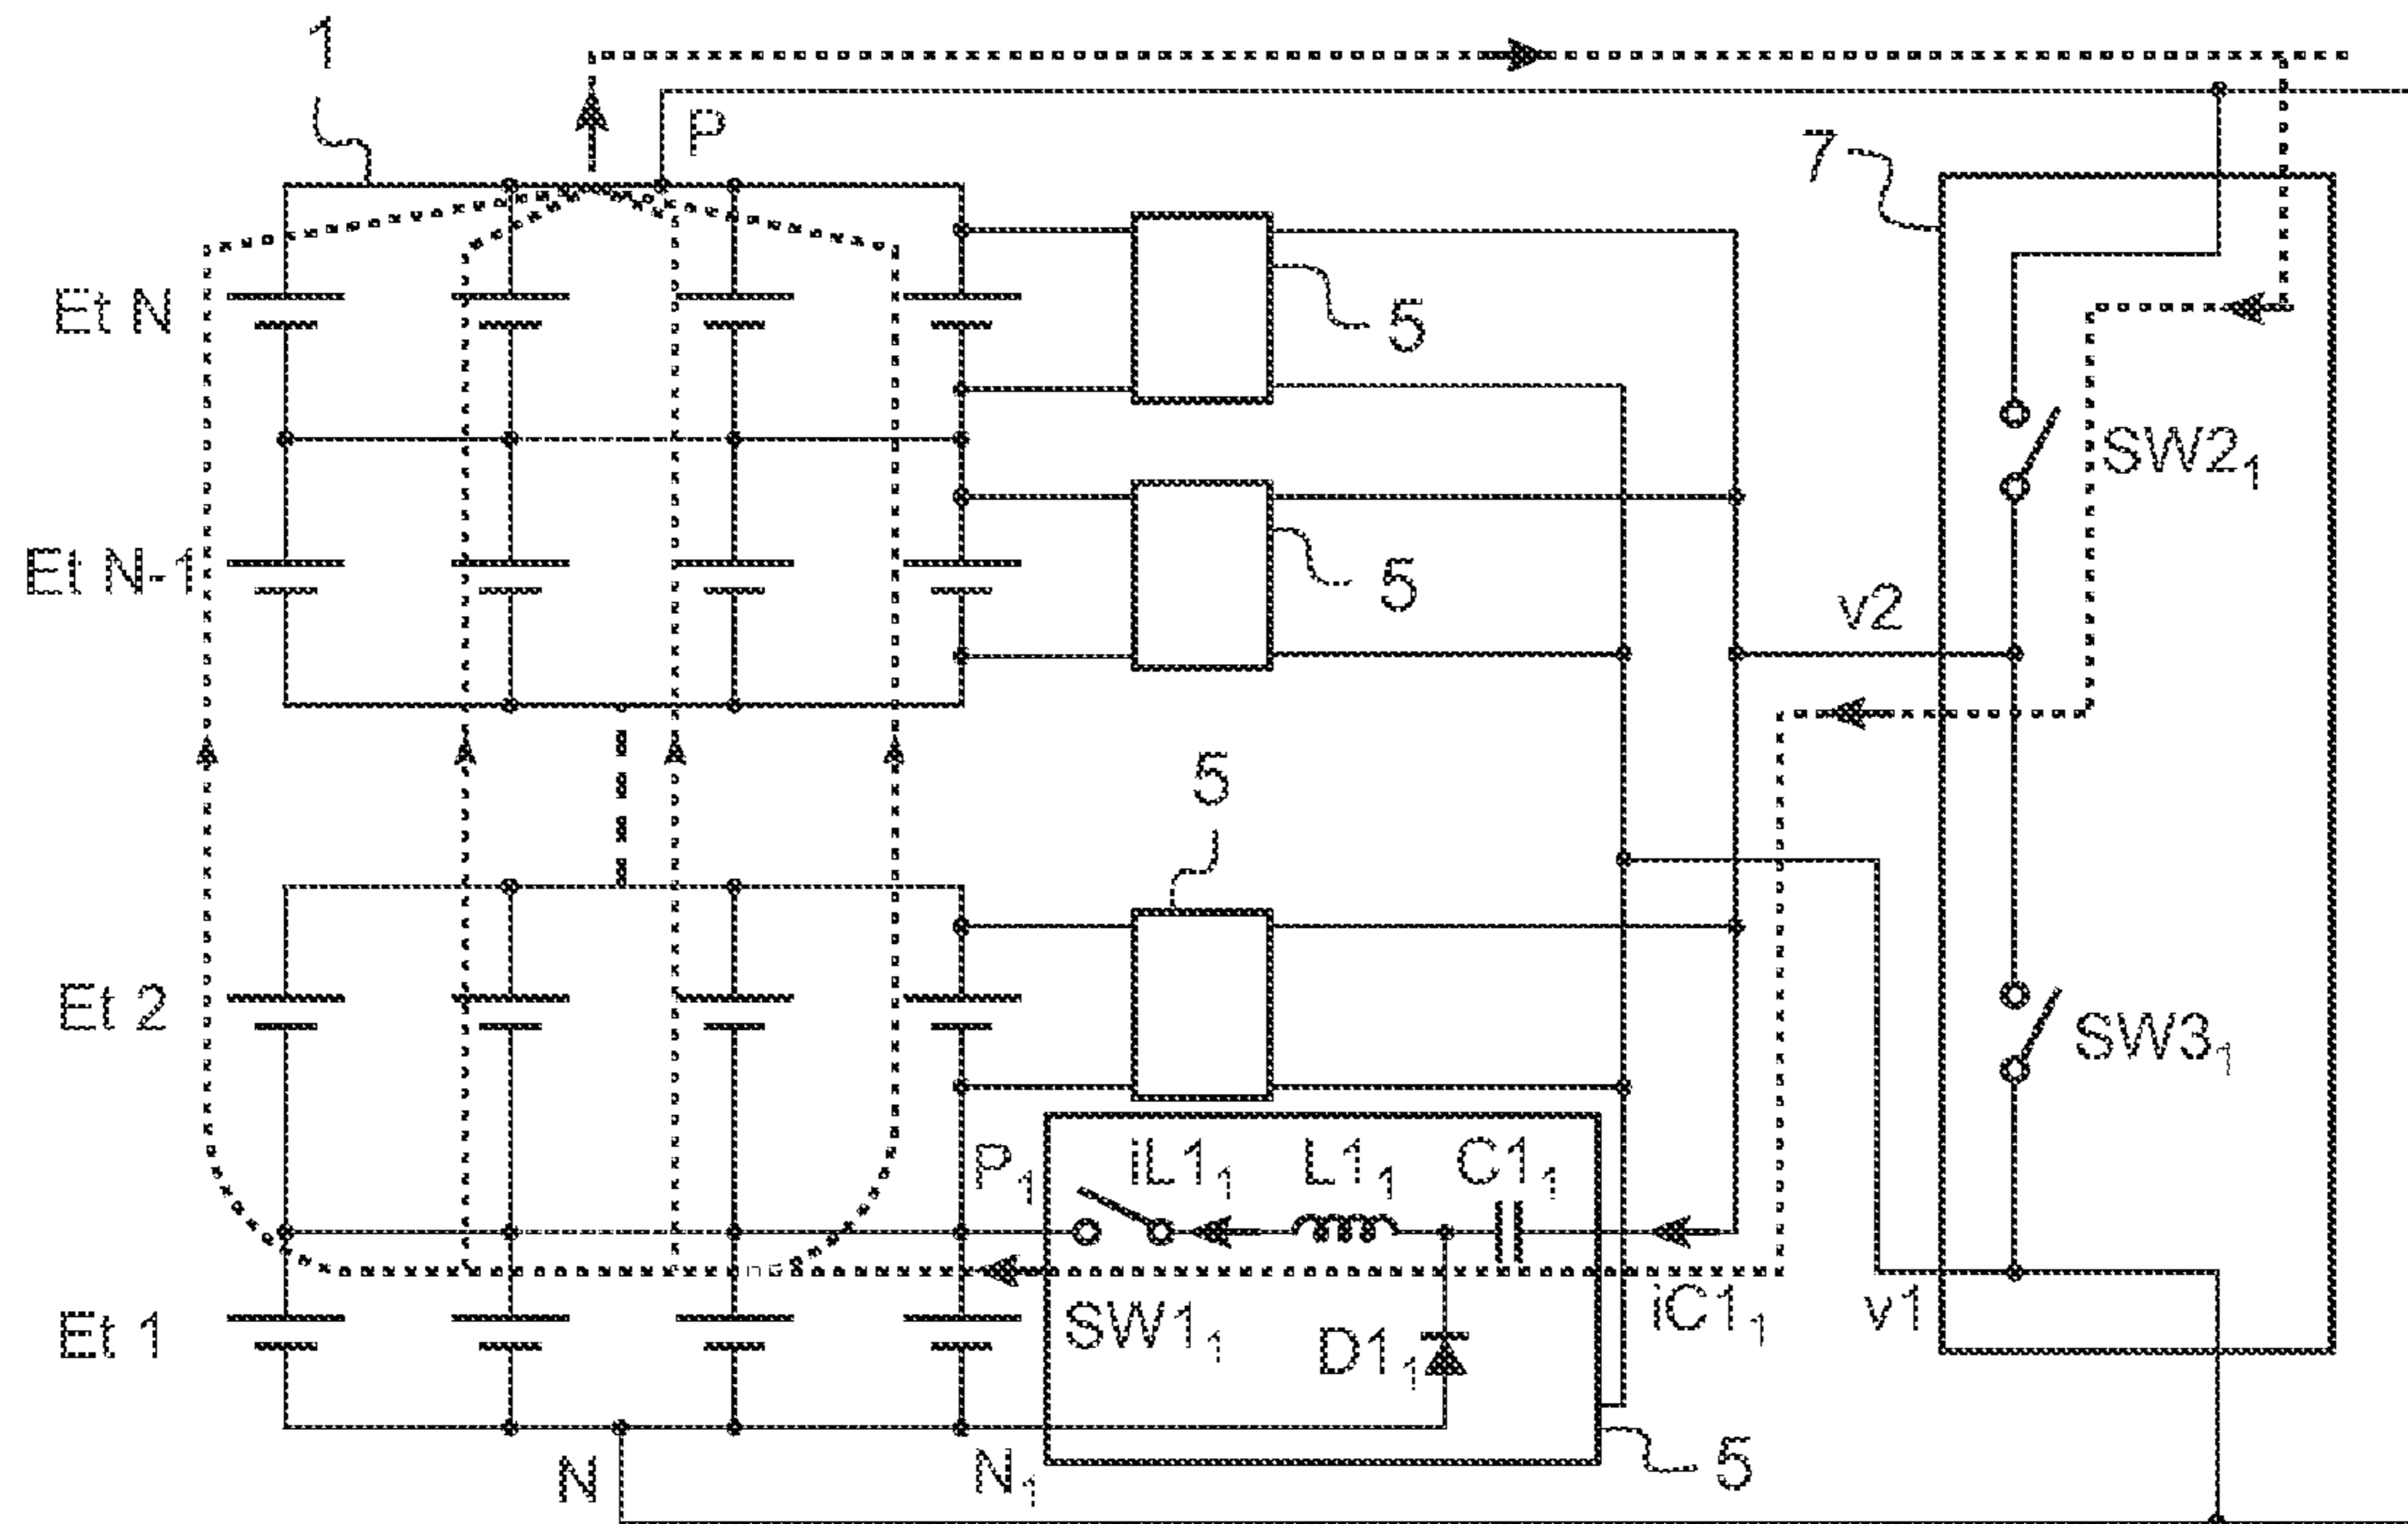 1
P
7
Et N
5
SW2₁
Et N-1
5
v2
5
Et 2
SW3₁
P₁
iL1₁
L1₁
C1₁
SW1₁
iC1₁
v1
Et 1
D1₁
N
N₁
5